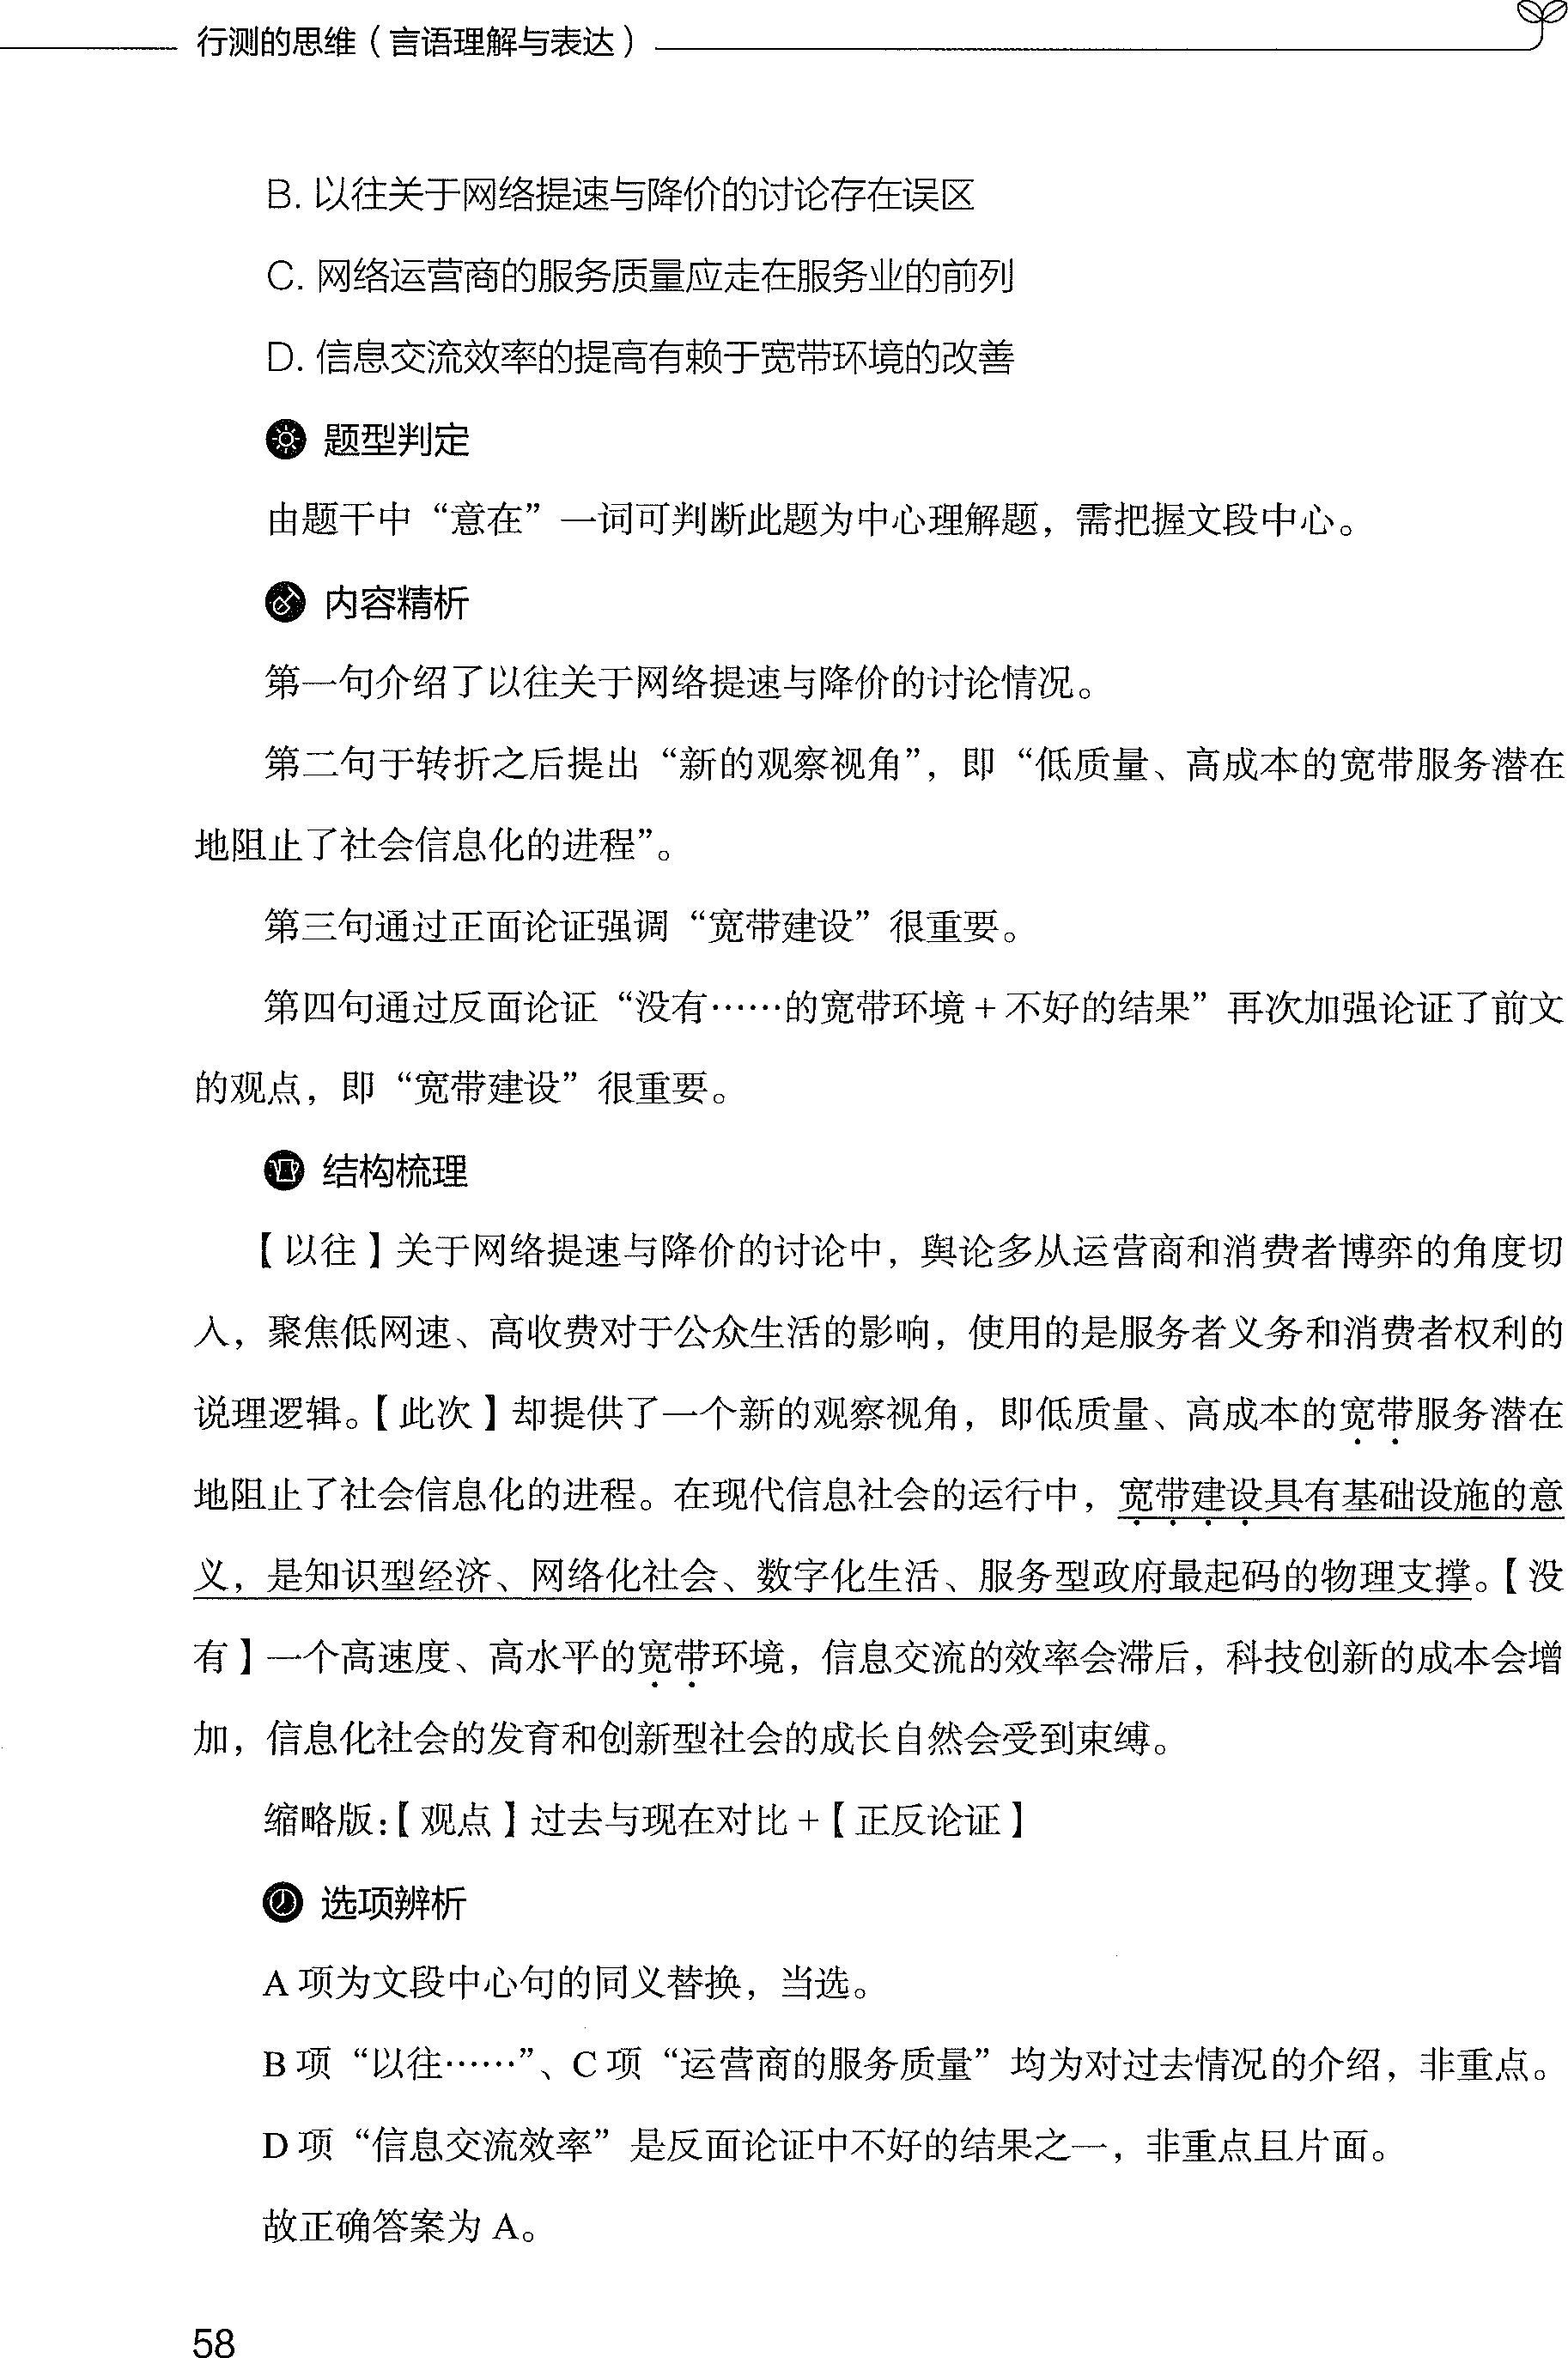 行测的思维（言语理解与表达）
B. 以往关于网络提速与降价的讨论存在误区
C. 网络运营商的服务质量应走在服务业的前列
D. 信息交流效率的提高有赖于宽带环境的改善
题型判定
由题干中“意在”一词可判断此题为中心理解题，需把握文段中心。
内容精析
第一句介绍了以往关于网络提速与降价的讨论情况。
第二句于转折之后提出“新的观察视角”，即“低质量、高成本的宽带服务潜在
地阻止了社会信息化的进程”。
第三句通过正面论证强调“宽带建设”很重要。
第四句通过反面论证“没有……的宽带环境+不好的结果”再次加强论证了前文
的观点，即“宽带建设”很重要。
结构梳理
【以往】关于网络提速与降价的讨论中，舆论多从运营商和消费者博弈的角度切
入，聚焦低网速、高收费对于公众生活的影响，使用的是服务者义务和消费者权利的
说理逻辑。【此次】却提供了一个新的观察视角，即低质量、高成本的宽带服务潜在
地阻止了社会信息化的进程。在现代信息社会的运行中，宽带建设具有基础设施的意
义，是知识型经济、网络化社会、数字化生活、服务型政府最起码的物理支撑。【没
有】一个高速度、高水平的宽带环境，信息交流的效率会滞后，科技创新的成本会增
加，信息化社会的发育和创新型社会的成长自然会受到束缚。
缩略版：【观点】过去与现在对比+【正反论证】
选项辨析
A 项为文段中心句的同义替换，当选。
B 项“以往……”、C 项“运营商的服务质量”均为对过去情况的介绍，非重点。
D 项“信息交流效率”是反面论证中不好的结果之一，非重点且片面。
故正确答案为 A。
58